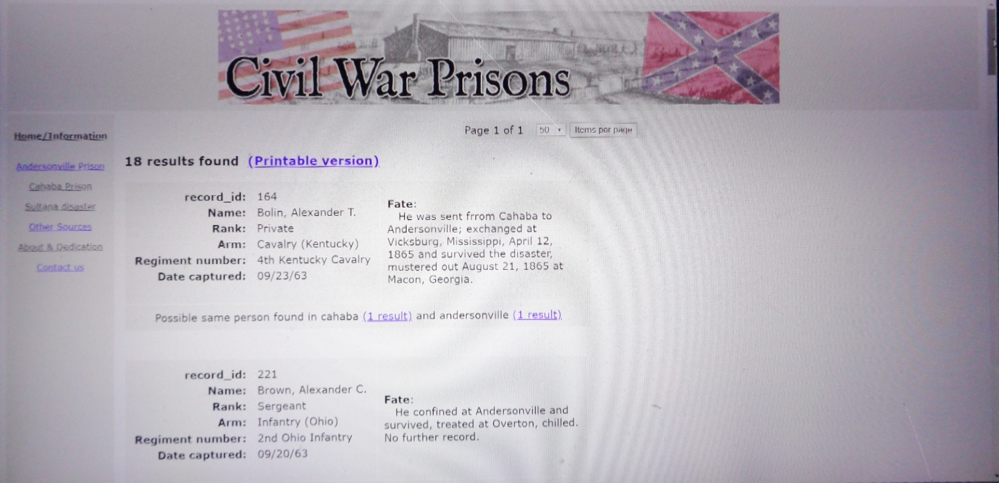 Civil War Prisons
Page 1 of 1 50 Items per page
Home/Information
Andersonville Prison
Cahaba Prison
Sultana disaster
Other Sources
About & Dedication
Contact us
18 results found (Printable version)
record_id: 164
Name: Bolin, Alexander T.
Rank: Private
Arm: Cavalry (Kentucky)
Regiment number: 4th Kentucky Cavalry
Date captured: 09/23/63
Fate:
He was sent frrom Cahaba to
Andersonville; exchanged at
Vicksburg, Mississippi, April 12,
1865 and survived the disaster,
mustered out August 21, 1865 at
Macon, Georgia.
Possible same person found in cahaba (1 result) and andersonville (1 result)
record_id: 221
Name: Brown, Alexander C.
Rank: Sergeant
Arm: Infantry (Ohio)
Regiment number: 2nd Ohio Infantry
Date captured: 09/20/63
Fate:
He confined at Andersonville and
survived, treated at Overton, chilled.
No further record.